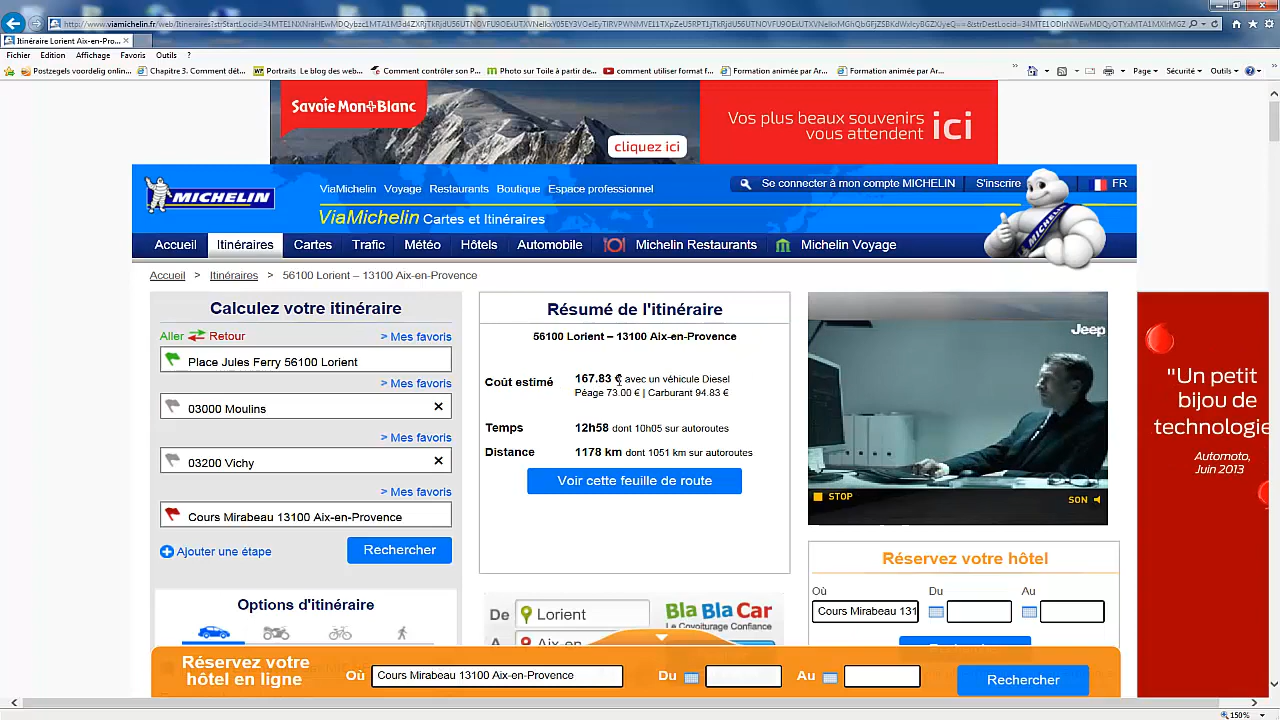 Itinéraire Lorient Aix-en-Pro...
Fichier Edition Affichage Favoris Outils ?
Postzegels voordelig onlin... Chapitre 3. Comment dét... Portraits Le blog des web... Comment contrôler son P... Photo sur Toile à partir de... comment utiliser format f... Formation animée par Ar... Formation animée par Ar... Page Sécurité Outils
Savoie Mont Blanc
cliquez ici
Vos plus beaux souvenirs
vous attendent ici
MICHELIN
ViaMichelin Voyage Restaurants Boutique Espace professionnel
Se connecter à mon compte MICHELIN S'inscrire FR
ViaMichelin Cartes et Itinéraires
Accueil Itinéraires Cartes Trafic Météo Hôtels Automobile Michelin Restaurants Michelin Voyage
Accueil > Itinéraires > 56100 Lorient – 13100 Aix-en-Provence
Calculez votre itinéraire
Aller Retour > Mes favoris
Place Jules Ferry 56100 Lorient
> Mes favoris
03000 Moulins
> Mes favoris
03200 Vichy
> Mes favoris
Cours Mirabeau 13100 Aix-en-Provence
Ajouter une étape Rechercher
Options d'itinéraire
Résumé de l'itinéraire
56100 Lorient – 13100 Aix-en-Provence
Coût estimé 167.83 € avec un véhicule Diesel
Péage 73.00 € | Carburant 94.83 €
Temps 12h58 dont 10h05 sur autoroutes
Distance 1178 km dont 1051 km sur autoroutes
Voir cette feuille de route
De Lorient
A Aix-en
Bla Bla Car
Le Covoiturage Confiance
Jeep
STOP SON
Réservez votre hôtel
Où Du Au
Cours Mirabeau 131
"Un petit
bijou de
technologie
Automoto,
Juin 2013
Réservez votre
hôtel en ligne
Où Cours Mirabeau 13100 Aix-en-Provence Du Au Rechercher
150%